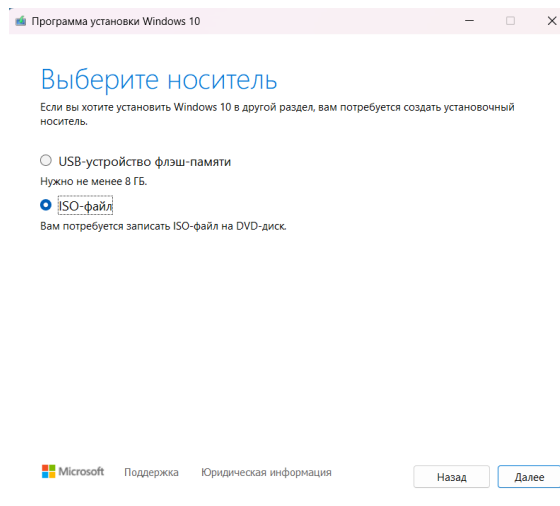 Программа установки Windows 10
Выберите носитель
Если вы хотите установить Windows 10 в другой раздел, вам потребуется создать установочный
носитель.
USB-устройство флэш-памяти
Нужно не менее 8 ГБ.
ISO-файл
Вам потребуется записать ISO-файл на DVD-диск.
Microsoft Поддержка Юридическая информация Назад Далее